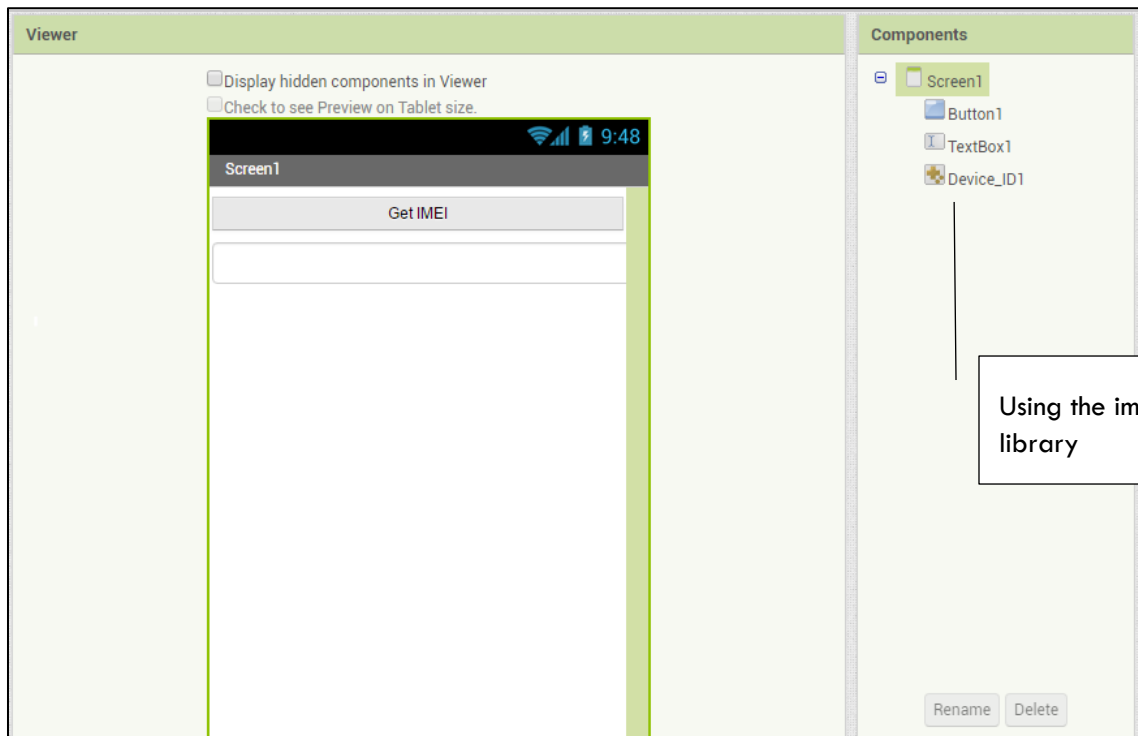 Viewer
Components
Display hidden components in Viewer
Check to see Preview on Tablet size.
9:48
Screen1
Get IMEI
Screen1
Button1
TextBox1
Device_ID1
Using the
library
Rename Delete